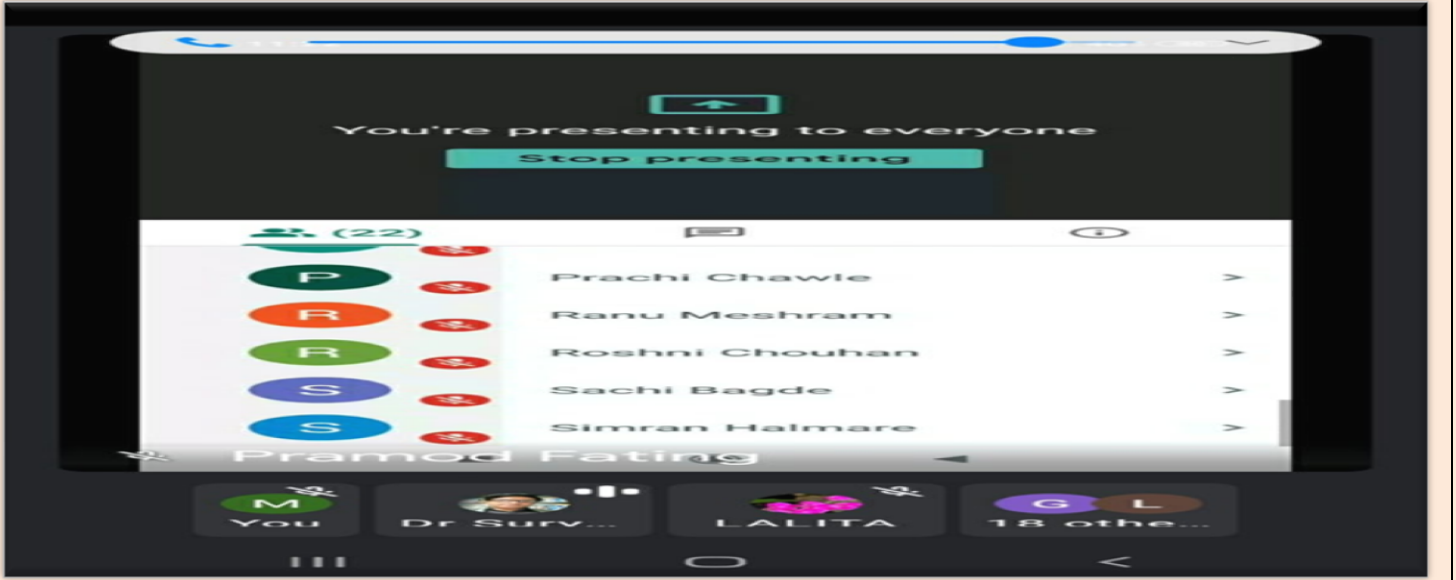 You're presenting to everyone
Stop presenting
(22)
P Prachi Chawle
R Ranu Meshram
R Roshni Chouhan
S Sachi Bagde
S Simran Halmare
Pramod Fating
M G L
You Dr Surv... LALITA 18 othe...